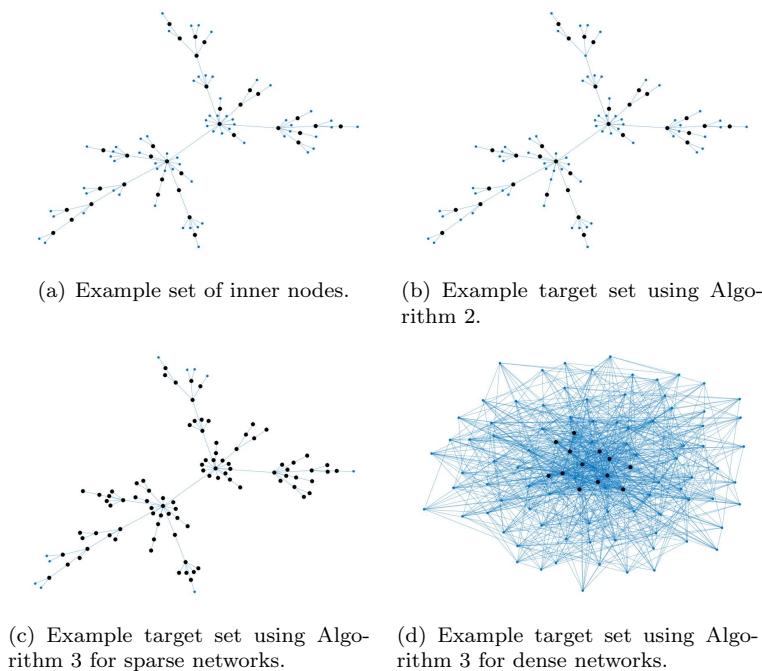 (a) Example set of inner nodes.
(b) Example target set using Algo-
rithm 2.
(c) Example target set using Algo-
rithm 3 for sparse networks.
(d) Example target set using Algo-
rithm 3 for dense networks.